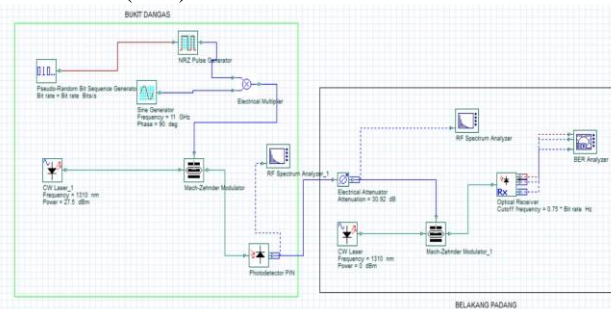 BUKIT DANGAS
NRZ Pulse Generator
Pseudo-Random Bit Sequence Generator
Bit rate = Bit rate Bits/s
Sine Generator
Frequency = 11 GHz
Phase = 90 deg
Electrical Multiplier
RF Spectrum Analyzer_1
CW Laser_1
Frequency = 1310 nm
Power = 27.5 dBm
Mach-Zehnder Modulator
Photodetector PIN
RF Spectrum Analyzer
BER Analyzer
Electrical Attenuator
Attenuation = 30.92 dB
Rx
Optical Receiver
Cutoff frequency = 0.75 * Bit rate Hz
CW Laser
Frequency = 1310 nm
Power = 0 dBm
Mach-Zehnder Modulator_1
BELAKANG PADANG